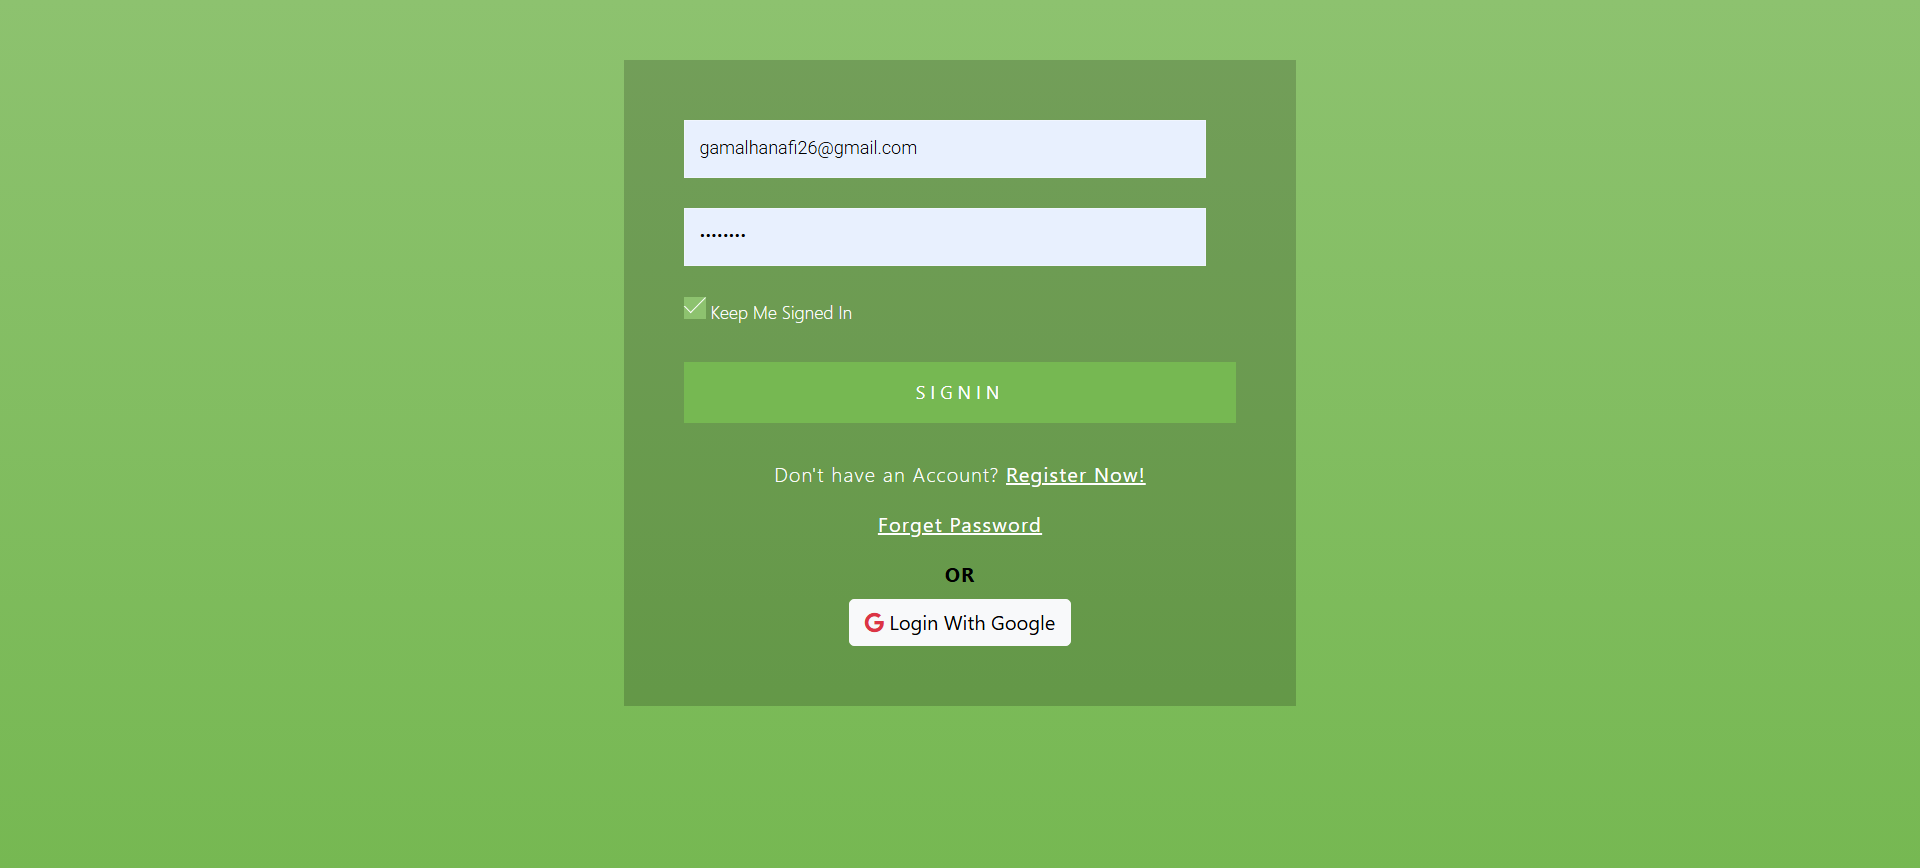 gamalhanafi26@gmail.com
••••••••
Keep Me Signed In
SIGNIN
Don't have an Account? Register Now!
Forget Password
OR
Login With Google